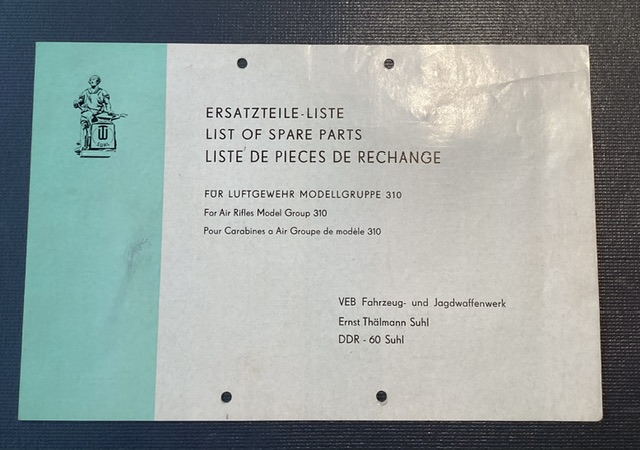 ERSATZTEILE-LISTE
LIST OF SPARE PARTS
LISTE DE PIECES DE RECHANGE
FÜR LUFTGEWEHR MODELLGRUPPE 310
For Air Rifles Model Group 310
Pour Carabines a Air Groupe de modèle 310
VEB Fahrzeug- und Jagdwaffenwerk
Ernst Thälmann Suhl
DDR - 60 Suhl